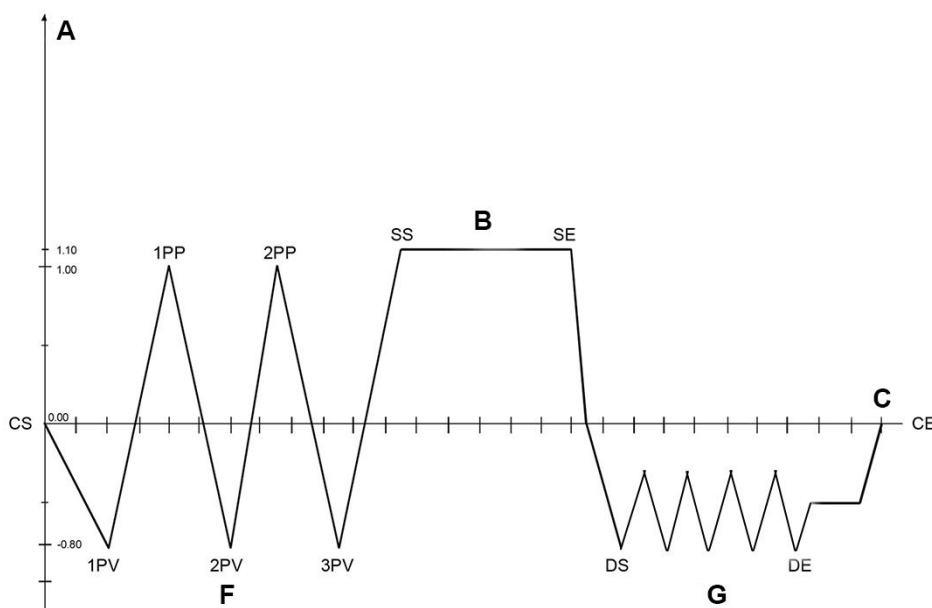 A
B
SS SE
1PP 2PP
1.10
1.00
0.00
CS
C
CE
-0.80
1PV 2PV 3PV DS DE
F G